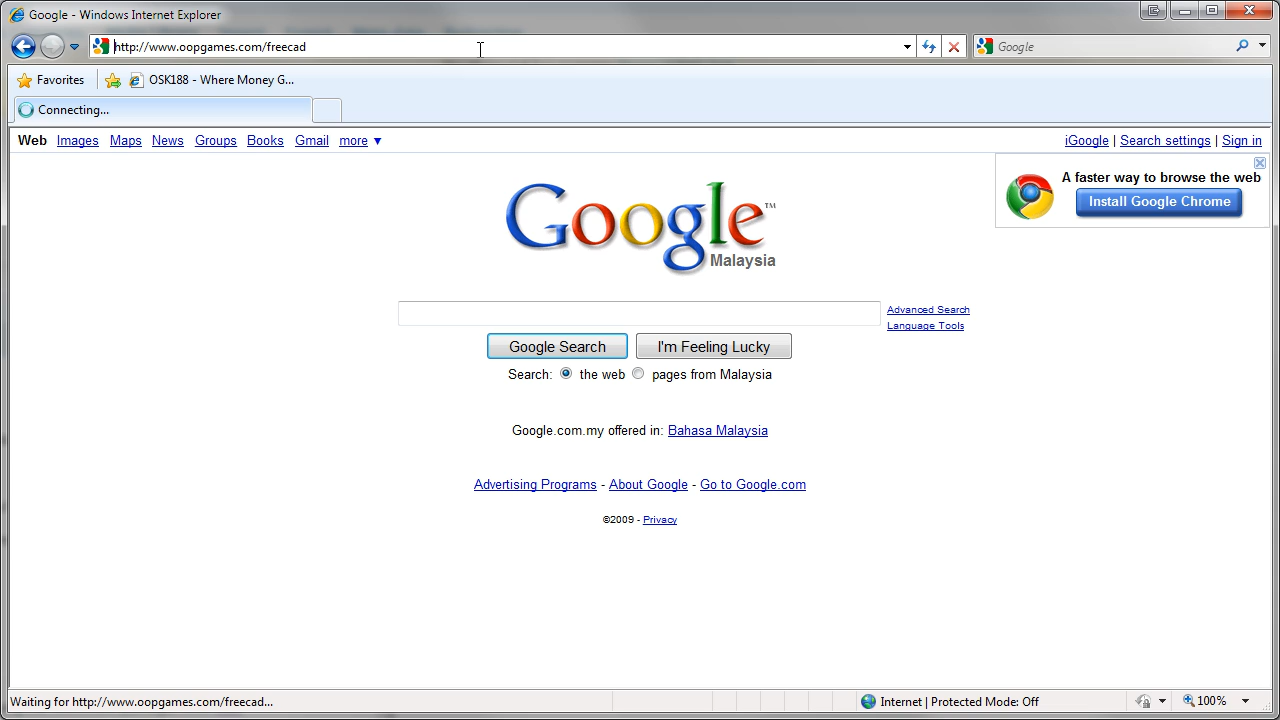 Google - Windows Internet Explorer
http://www.oopgames.com/freecad
Google
Favorites
OSK188 - Where Money G...
Connecting...
Web Images Maps News Groups Books Gmail more ▼
iGoogle | Search settings | Sign in
A faster way to browse the web
Install Google Chrome
Google™
Malaysia
Advanced Search
Language Tools
Google Search
I'm Feeling Lucky
Search: the web pages from Malaysia
Google.com.my offered in: Bahasa Malaysia
Advertising Programs - About Google - Go to Google.com
©2009 - Privacy
Waiting for http://www.oopgames.com/freecad...
Internet | Protected Mode: Off
100%